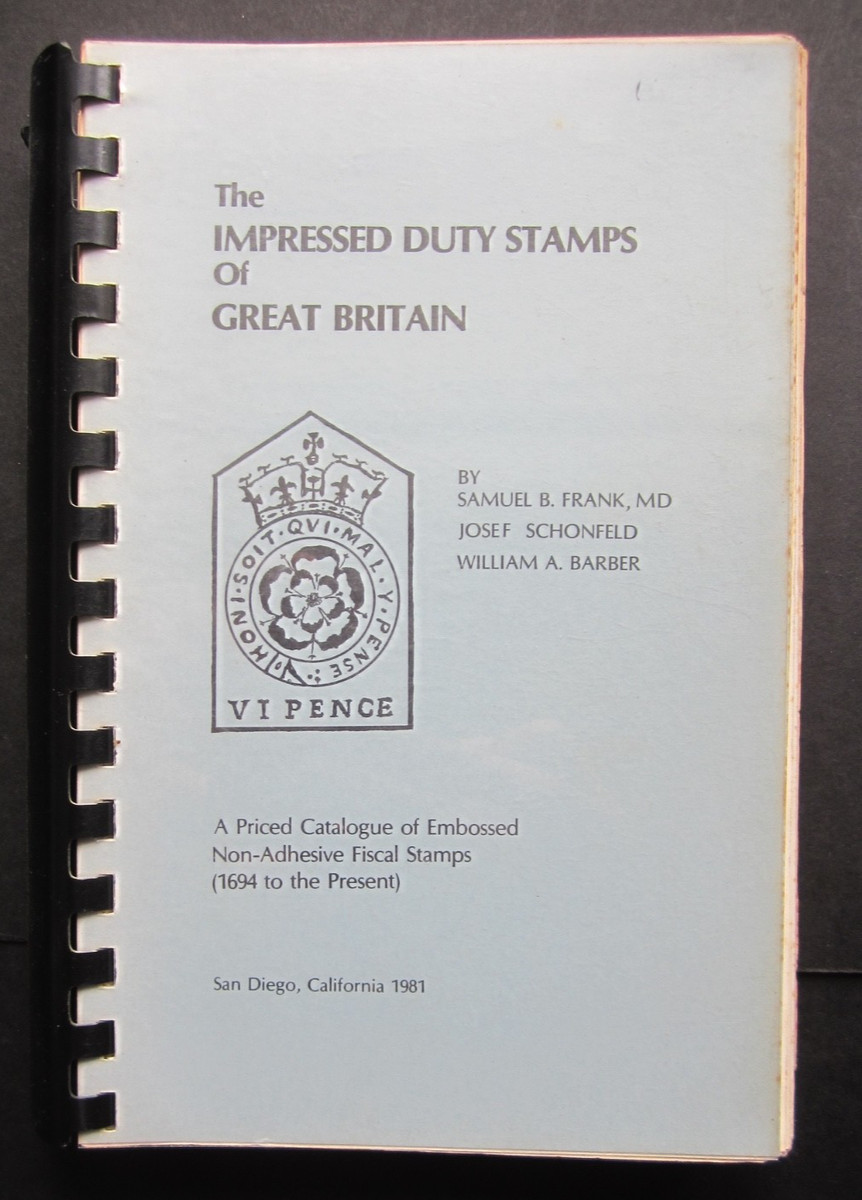 The
IMPRESSED DUTY STAMPS
Of
GREAT BRITAIN
HONI·SOIT·QVI·MAL·Y·PENSE
VI PENCE
BY
SAMUEL B. FRANK, MD
JOSEF SCHONFELD
WILLIAM A. BARBER
A Priced Catalogue of Embossed
Non-Adhesive Fiscal Stamps
(1694 to the Present)
San Diego, California 1981